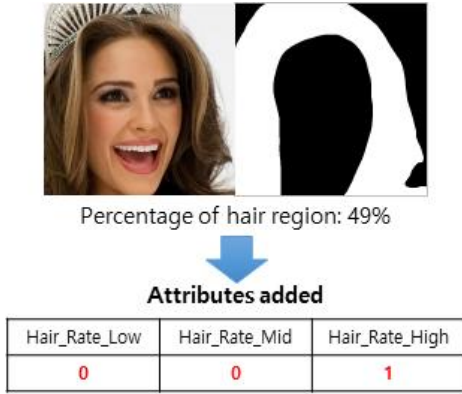 Percentage of hair region: 49%
Attributes added
Hair_Rate_Low Hair_Rate_Mid Hair_Rate_High
0 0 1